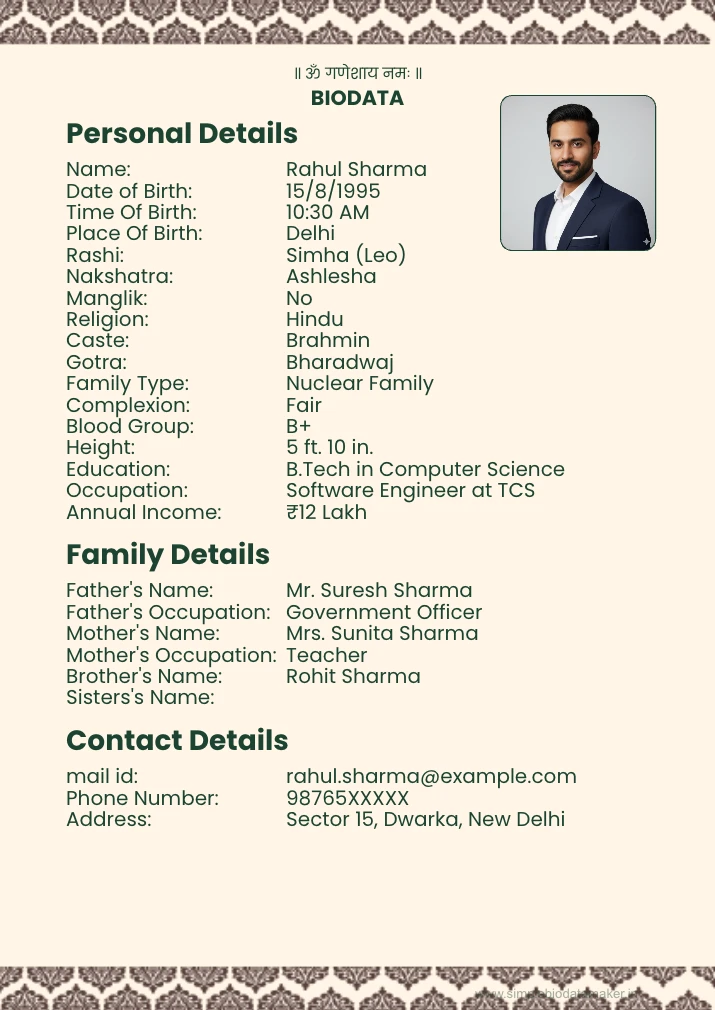 ॥ ॐ गणेशाय नमः ॥
BIODATA
Personal Details
Name: Rahul Sharma
Date of Birth: 15/8/1995
Time Of Birth: 10:30 AM
Place Of Birth: Delhi
Rashi: Simha (Leo)
Nakshatra: Ashlesha
Manglik: No
Religion: Hindu
Caste: Brahmin
Gotra: Bharadwaj
Family Type: Nuclear Family
Complexion: Fair
Blood Group: B+
Height: 5 ft. 10 in.
Education: B.Tech in Computer Science
Occupation: Software Engineer at TCS
Annual Income: ₹12 Lakh
Family Details
Father's Name: Mr. Suresh Sharma
Father's Occupation: Government Officer
Mother's Name: Mrs. Sunita Sharma
Mother's Occupation: Teacher
Brother's Name: Rohit Sharma
Sisters's Name:
Contact Details
mail id: rahul.sharma@example.com
Phone Number: 98765XXXXX
Address: Sector 15, Dwarka, New Delhi